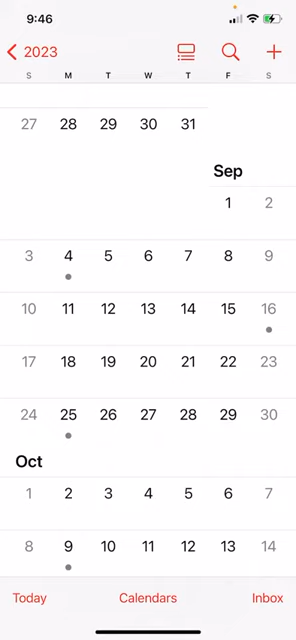 9:46
2023
S M T W T F S
27 28 29 30 31
Sep
1 2
3 4 5 6 7 8 9
10 11 12 13 14 15 16
17 18 19 20 21 22 23
24 25 26 27 28 29 30
Oct
1 2 3 4 5 6 7
8 9 10 11 12 13 14
Today Calendars Inbox